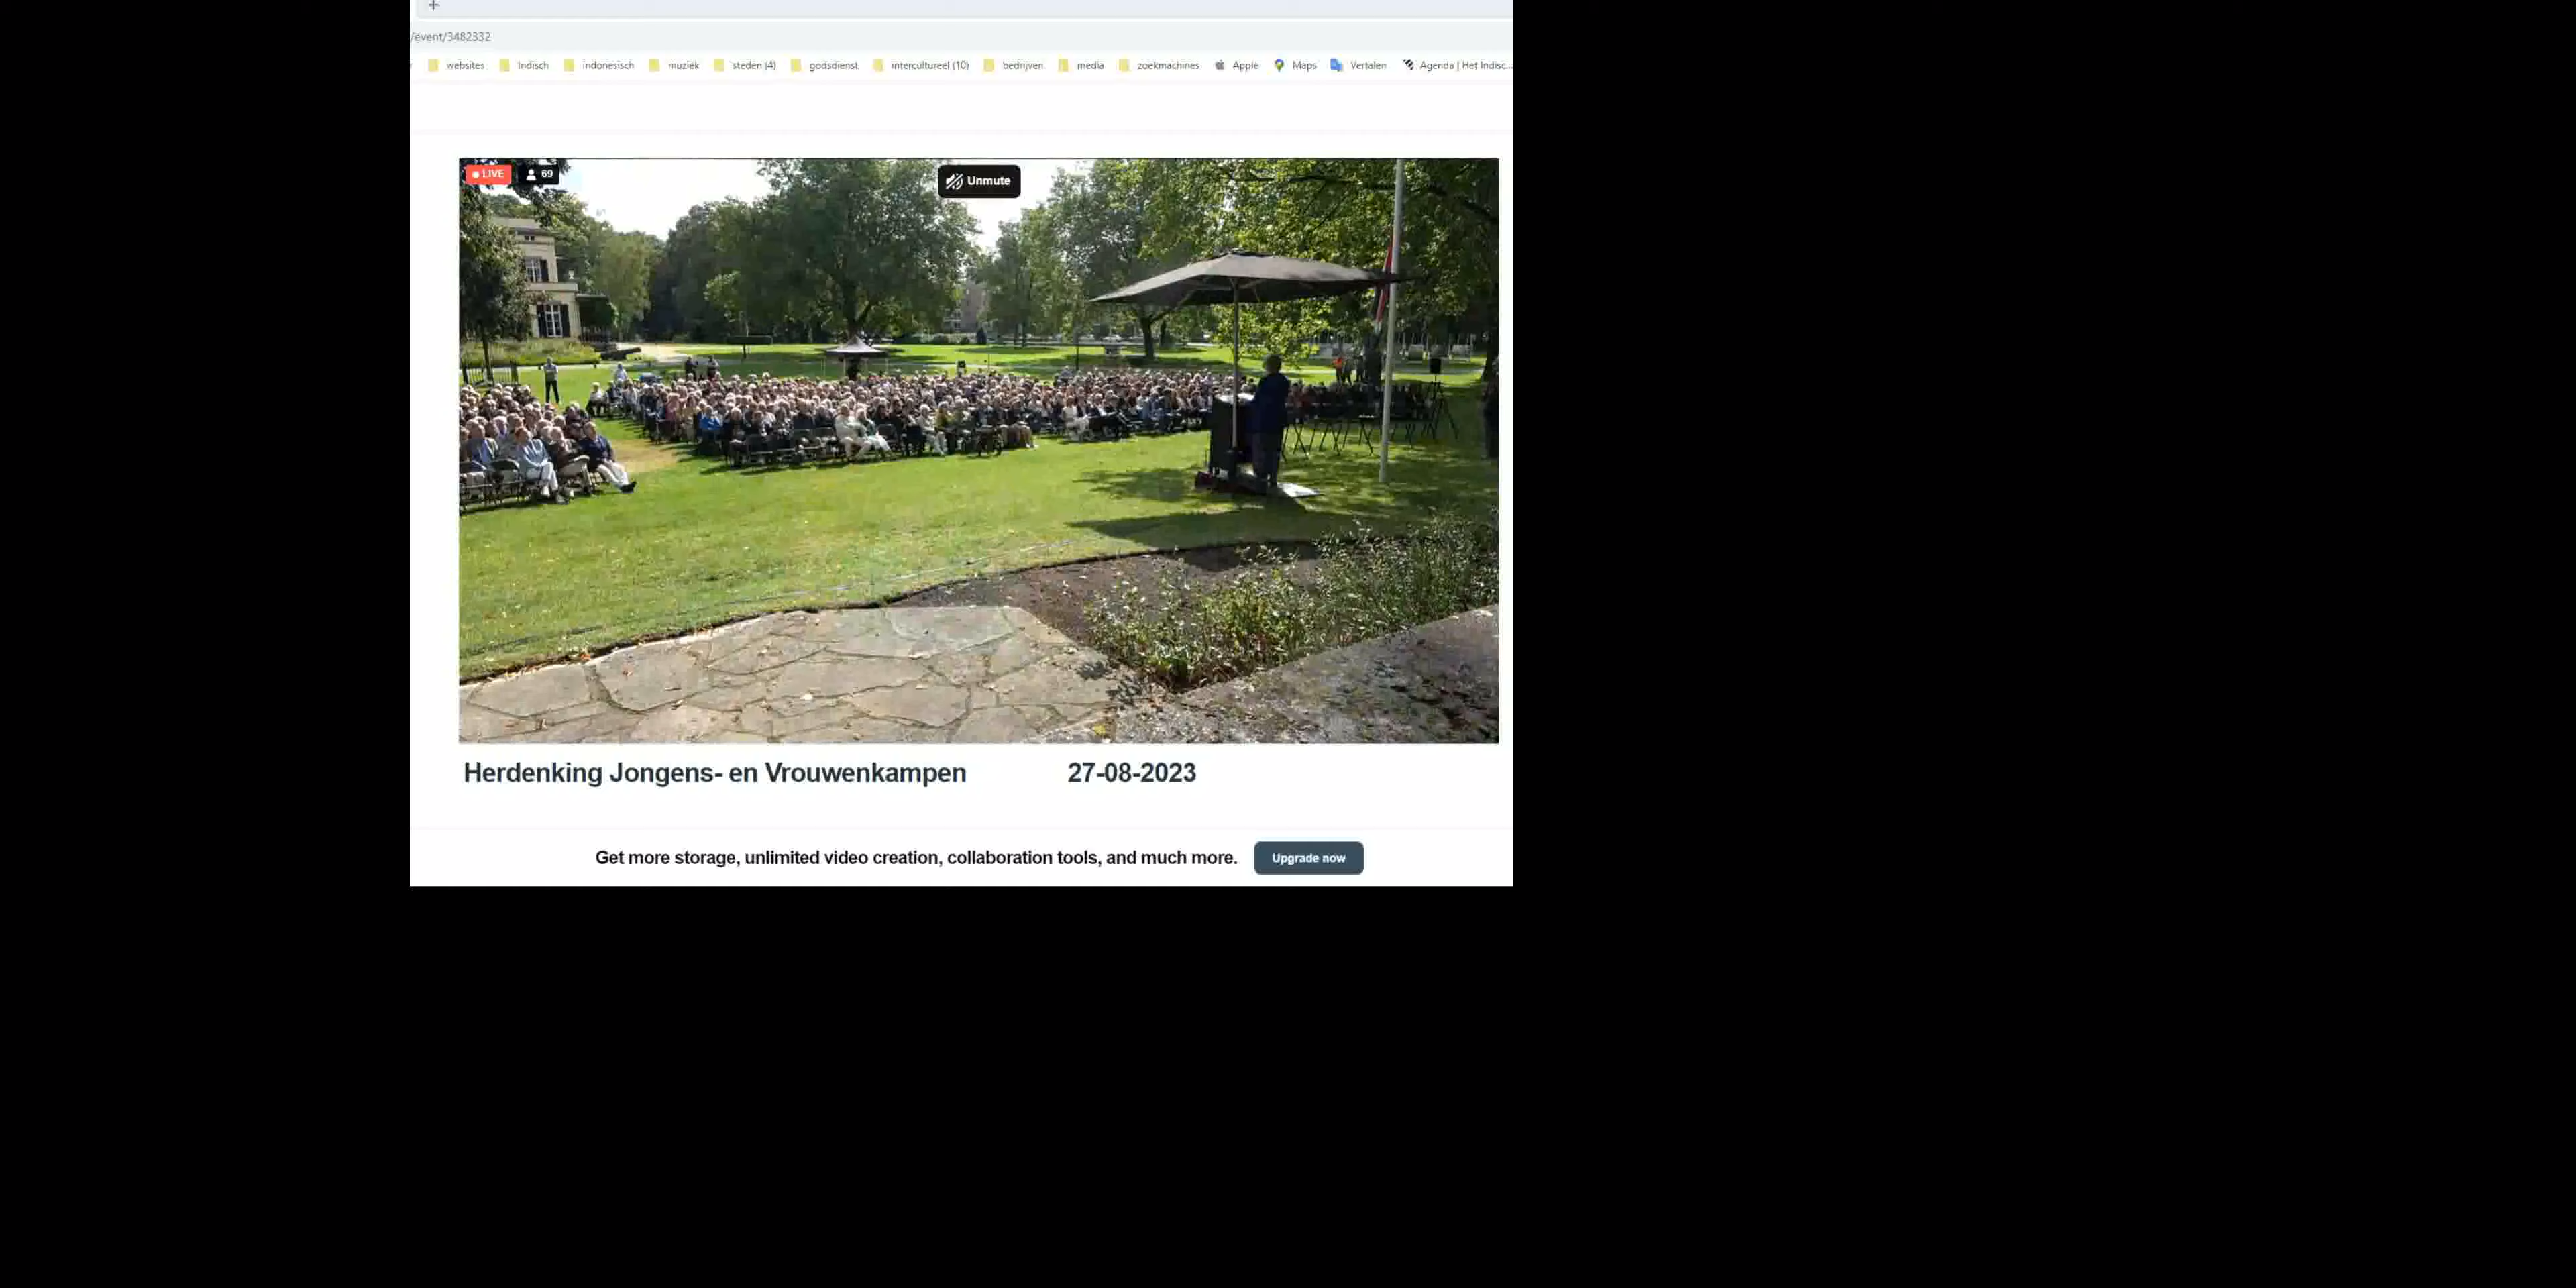 +
/event/3482332
websites Indisch indonesisch muziek steden (4) godsdienst intercultureel (10) bedrijven media zoekmachines Apple Maps Vertalen Agenda | Het Indisc...
LIVE 69 Unmute
Herdenking Jongens- en Vrouwenkampen 27-08-2023
Get more storage, unlimited video creation, collaboration tools, and much more. Upgrade now